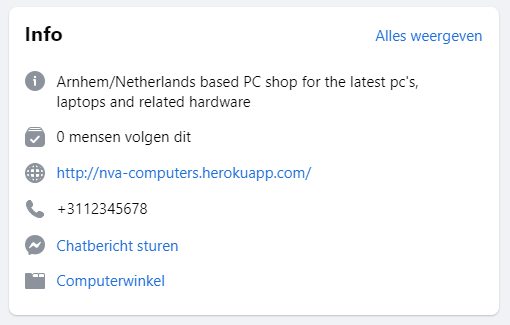 Info
Alles weergeven
Arnhem/Netherlands based PC shop for the latest pc's,
laptops and related hardware
0 mensen volgen dit
http://nva-computers.herokuapp.com/
+3112345678
Chatbericht sturen
Computerwinkel